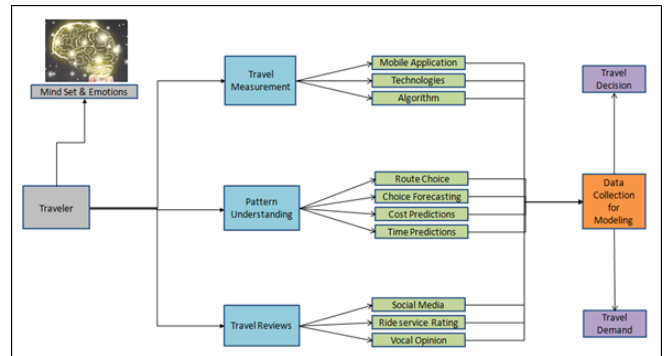 Mind Set & Emotions
Traveler
Travel
Measurement
Pattern
Understanding
Travel Reviews
Mobile Application
Technologies
Algorithm
Route Choice
Choice Forecasting
Cost Predictions
Time Predictions
Social Media
Ride service Rating
Vocal Opinion
Travel
Decision
Data
Collection
for
Modeling
Travel
Demand